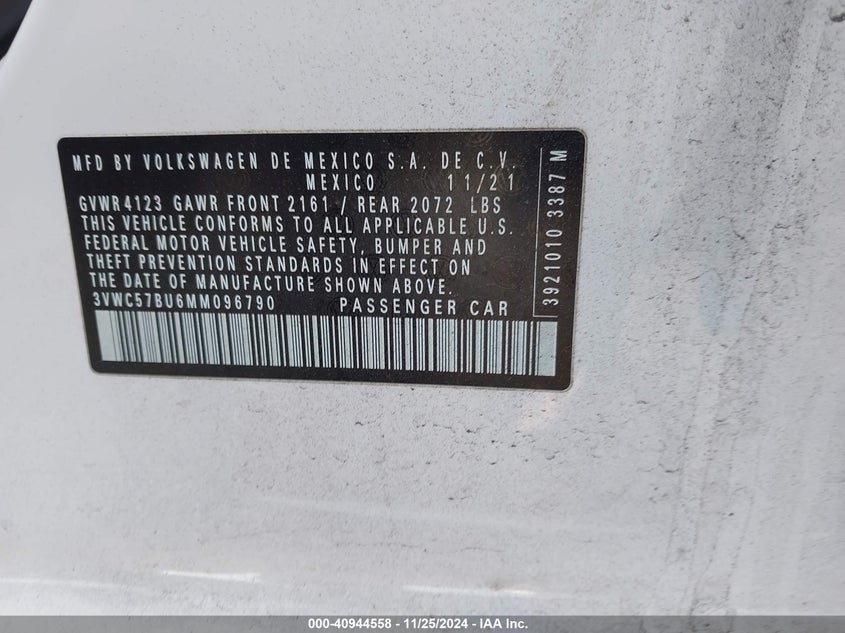 MFD BY VOLKSWAGEN DE MEXICO S.A. DE C.V.
MEXICO 11/21
GVWR 4123 GAWR FRONT 2161 / REAR 2072 LBS
THIS VEHICLE CONFORMS TO ALL APPLICABLE U.S.
FEDERAL MOTOR VEHICLE SAFETY, BUMPER AND
THEFT PREVENTION STANDARDS IN EFFECT ON
THE DATE OF MANUFACTURE SHOWN ABOVE.
3VWC57BU6MM096790 PASSENGER CAR
3921010 3387 M
000-40944558 - 11/25/2024 - IAA Inc.